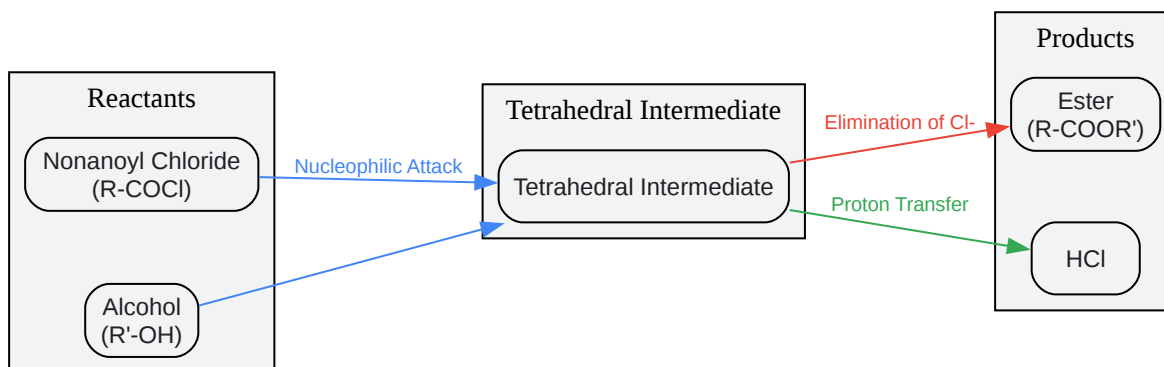 Reactants
Nonanoyl Chloride
(R-COCl)
Alcohol
(R'-OH)
Nucleophilic Attack
Tetrahedral Intermediate
Tetrahedral Intermediate
Elimination of Cl-
Proton Transfer
Products
Ester
(R-COOR')
HCl